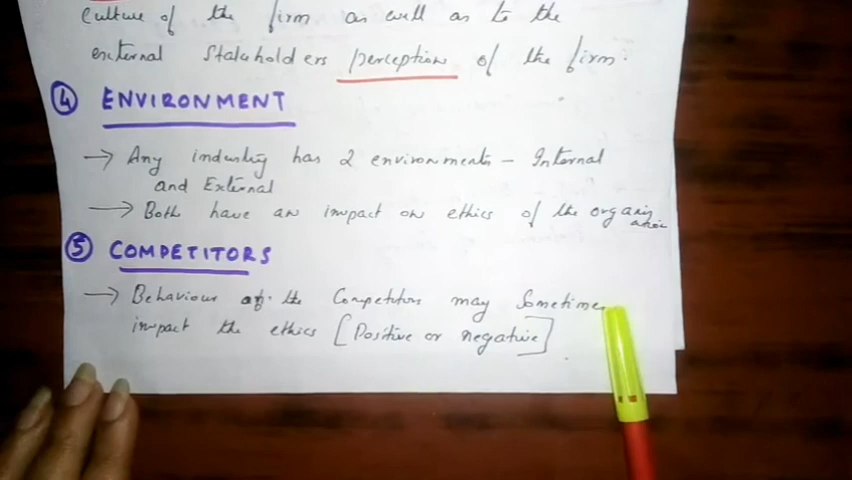 culture of the firm as well as to the
external stakeholders perception of the firm.
4 ENVIRONMENT
→ Any industry has 2 environments - Internal
and External
→ Both have an impact on ethics of the organisation
5 COMPETITORS
→ Behaviour of the Competitors may Sometimes
impact the ethics [Positive or negative]